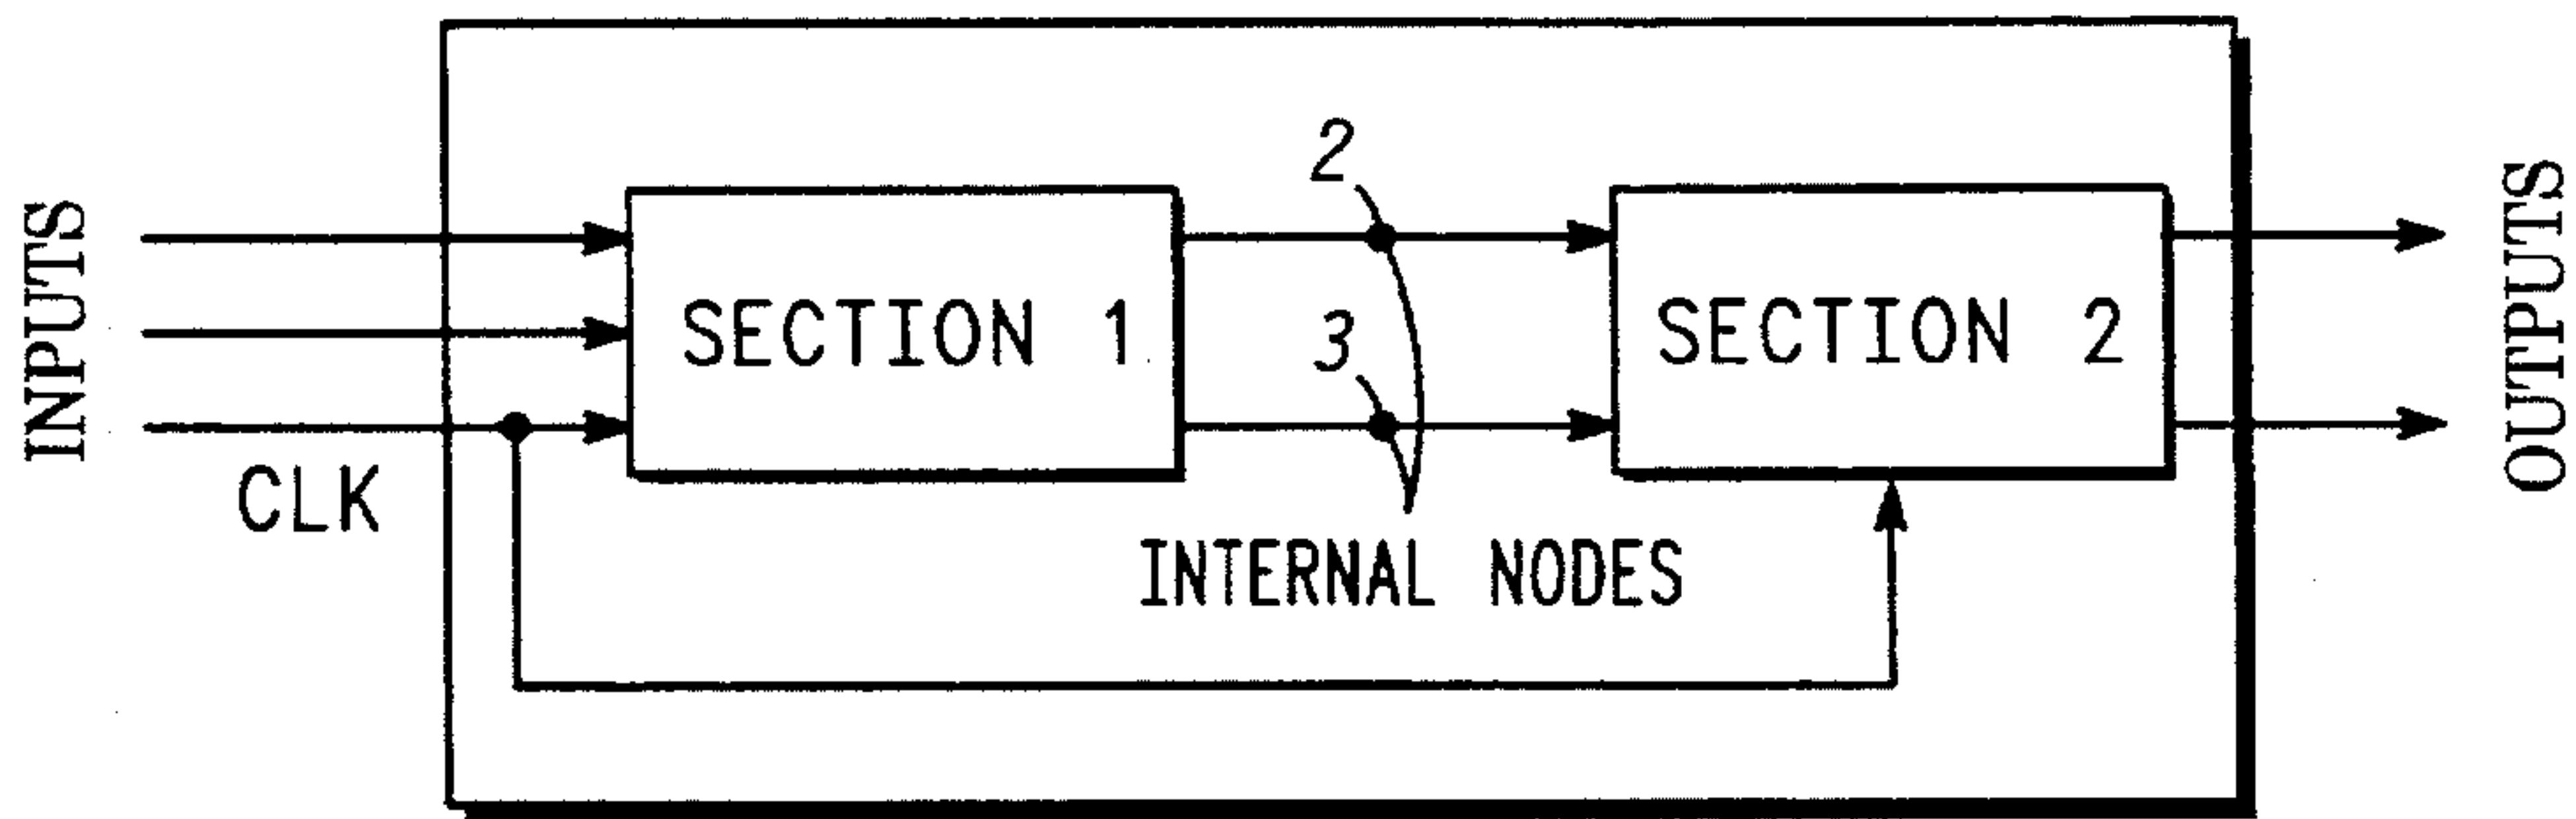 INPUTS
CLK
SECTION 1
2
3
INTERNAL NODES
SECTION 2
OUTPUTS